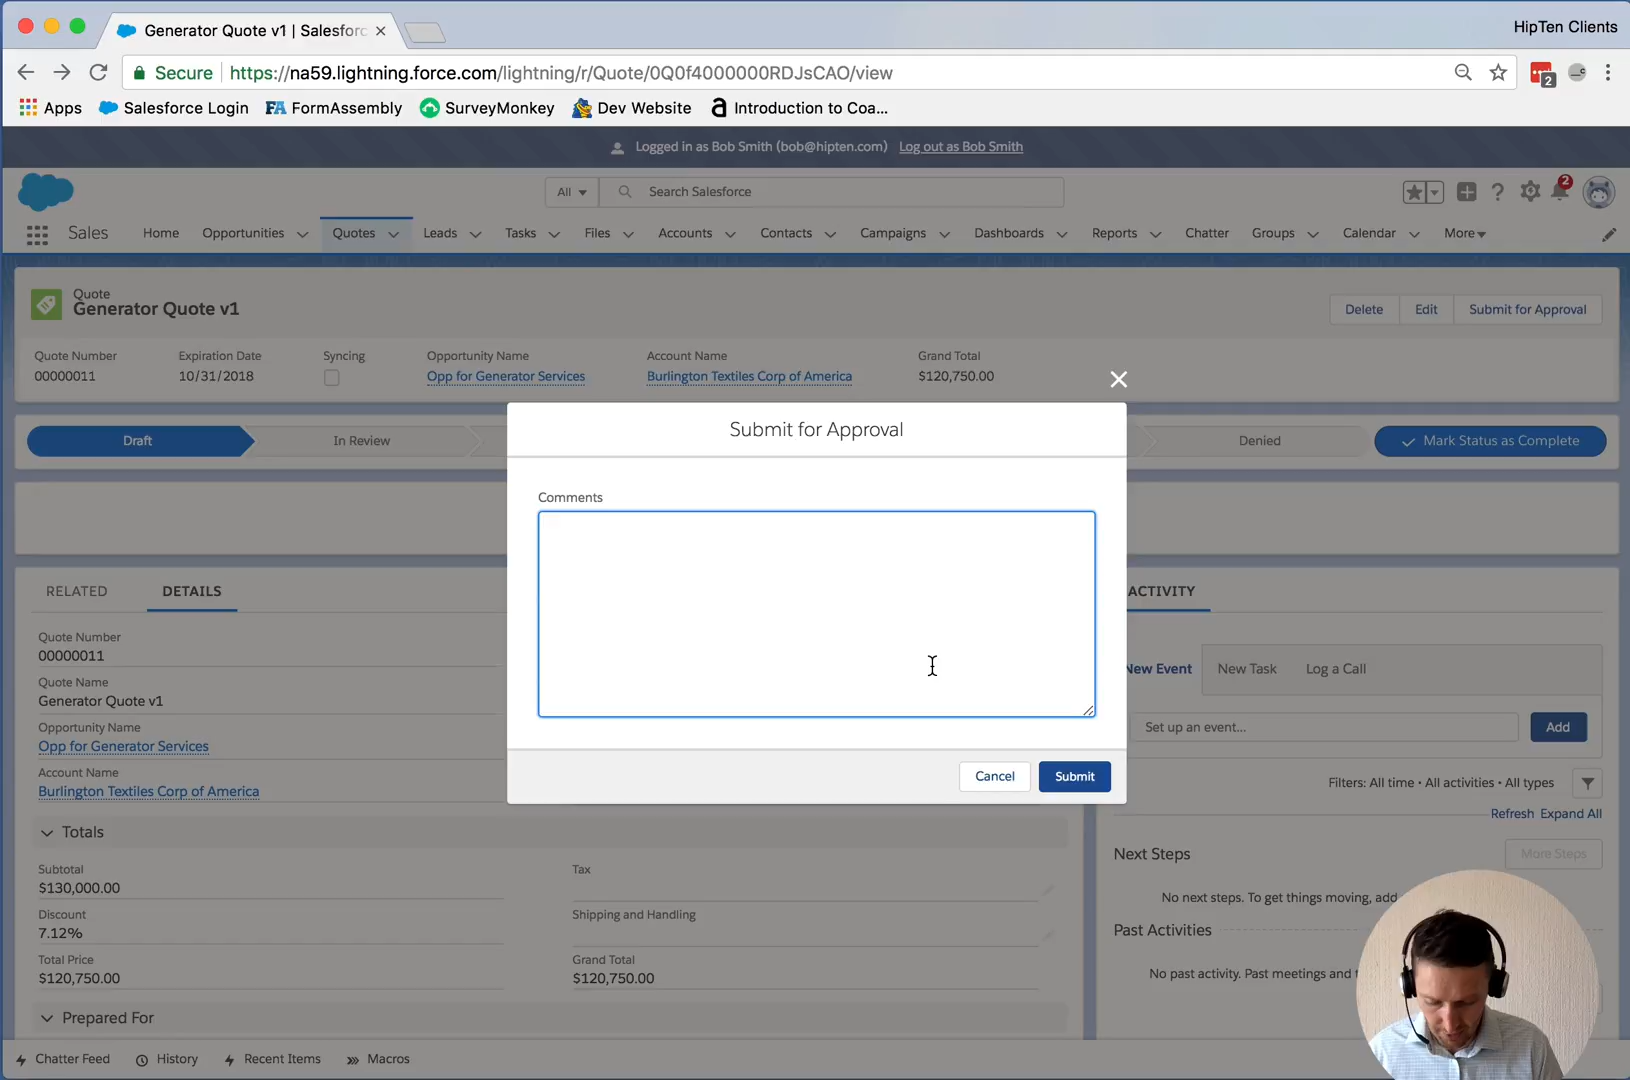 Generator Quote v1 | Salesforc
HipTen Clients
Secure https://na59.lightning.force.com/lightning/r/Quote/0Q0f4000000RDJsCAO/view
2
Apps Salesforce Login FA FormAssembly SurveyMonkey Dev Website a Introduction to Coa...
Logged in as Bob Smith (bob@hipten.com) Log out as Bob Smith
All Search Salesforce
2
Sales Home Opportunities Quotes Leads Tasks Files Accounts Contacts Campaigns Dashboards Reports Chatter Groups Calendar More
Quote
Generator Quote v1
Delete Edit Submit for Approval
Quote Number Expiration Date Syncing Opportunity Name Account Name Grand Total
00000011 10/31/2018 Opp for Generator Services Burlington Textiles Corp of America $120,750.00
Draft In Review Denied Mark Status as Complete
Submit for Approval
Comments
Cancel Submit
RELATED DETAILS
Quote Number
00000011
Quote Name
Generator Quote v1
Opportunity Name
Opp for Generator Services
Account Name
Burlington Textiles Corp of America
Totals
Subtotal Tax
$130,000.00
Discount Shipping and Handling
7.12%
Total Price Grand Total
$120,750.00 $120,750.00
Prepared For
ACTIVITY
New Event New Task Log a Call
Set up an event... Add
Filters: All time • All activities • All types
Refresh Expand All
Next Steps More Steps
No next steps. To get things moving, add
Past Activities
No past activity. Past meetings and
Chatter Feed History Recent Items Macros